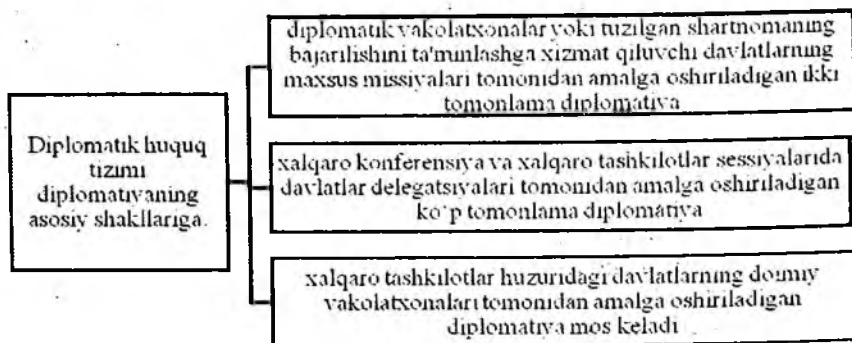 Diplomatik huquq
tizimi
diplomatiyaning
asosiy shakllariga.
diplomatik vakolatxonalar yoki tuzilgan shartnomaning
bajarilishini ta'minlashga xizmat qiluvchi davlatlarning
maxsus missiyalari tomonidan amalga oshiriladigan ikki
tomonlama diplomatiya
xalqaro konferensiya va xalqaro tashkilotlar sessiyalarida
davlatlar delegatsiyalari tomonidan amalga oshiriladigan
ko'p tomonlama diplomatiya
xalqaro tashkilotlar huzuridagi davlatlarning doimiy
vakolatxonalari tomonidan amalga oshiriladigan
diplomatiya mos keladi